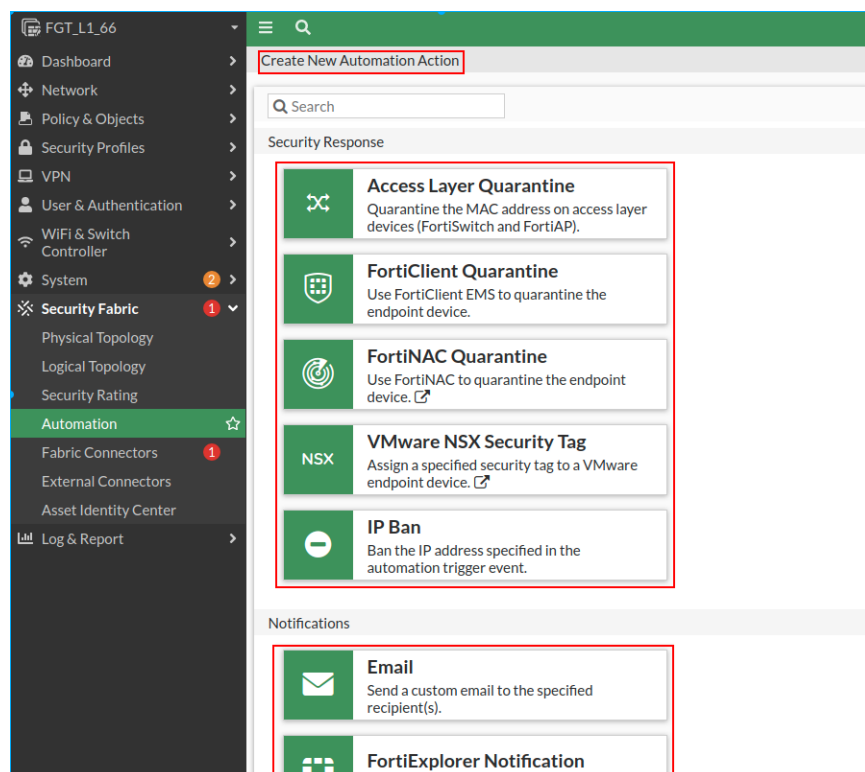 FGT_L1_66
Dashboard
Network
Policy & Objects
Security Profiles
VPN
User & Authentication
WiFi & Switch
Controller
System
2
Security Fabric
1
Physical Topology
Logical Topology
Security Rating
Automation
Fabric Connectors
1
External Connectors
Asset Identity Center
Log & Report
Create New Automation Action
Search
Security Response
Access Layer Quarantine
Quarantine the MAC address on access layer
devices (FortiSwitch and FortiAP).
FortiClient Quarantine
Use FortiClient EMS to quarantine the
endpoint device.
FortiNAC Quarantine
Use FortiNAC to quarantine the endpoint
device.
NSX
VMware NSX Security Tag
Assign a specified security tag to a VMware
endpoint device.
IP Ban
Ban the IP address specified in the
automation trigger event.
Notifications
Email
Send a custom email to the specified
recipient(s).
FortiExplorer Notification